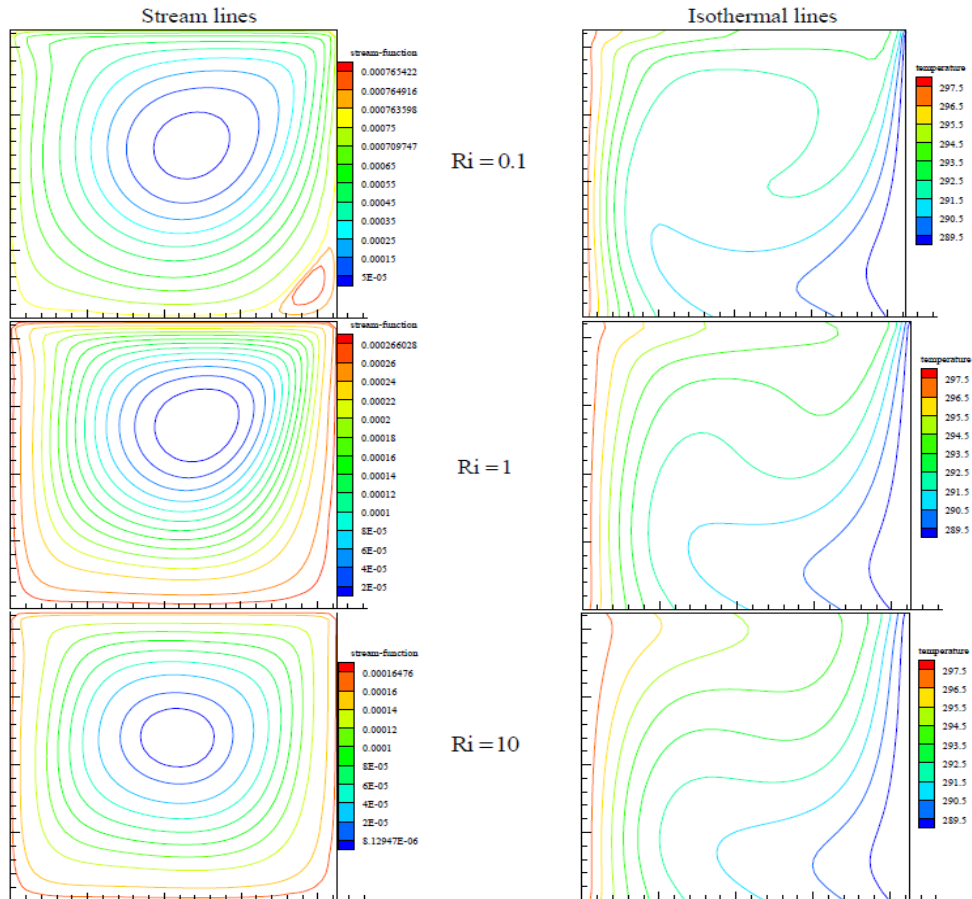 Stream lines
Isothermal lines
stream-function
0.000765422
0.000764916
0.000763598
0.00075
0.000709747
0.00065
0.00055
0.00045
0.00035
0.00025
0.00015
5E-05
Ri = 0.1
temperature
297.5
296.5
295.5
294.5
293.5
292.5
291.5
290.5
289.5
stream-function
0.000266028
0.00026
0.00024
0.00022
0.0002
0.00018
0.00016
0.00014
0.00012
0.0001
8E-05
6E-05
4E-05
2E-05
Ri = 1
temperature
297.5
296.5
295.5
294.5
293.5
292.5
291.5
290.5
289.5
stream-function
0.00016476
0.00016
0.00014
0.00012
0.0001
8E-05
6E-05
4E-05
2E-05
8.12947E-06
Ri = 10
temperature
297.5
296.5
295.5
294.5
293.5
292.5
291.5
290.5
289.5